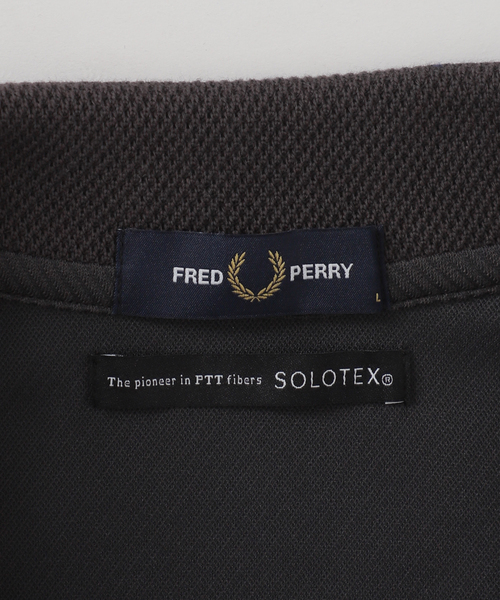 FRED PERRY
L
The pioneer in PTT fibers SOLOTEX®